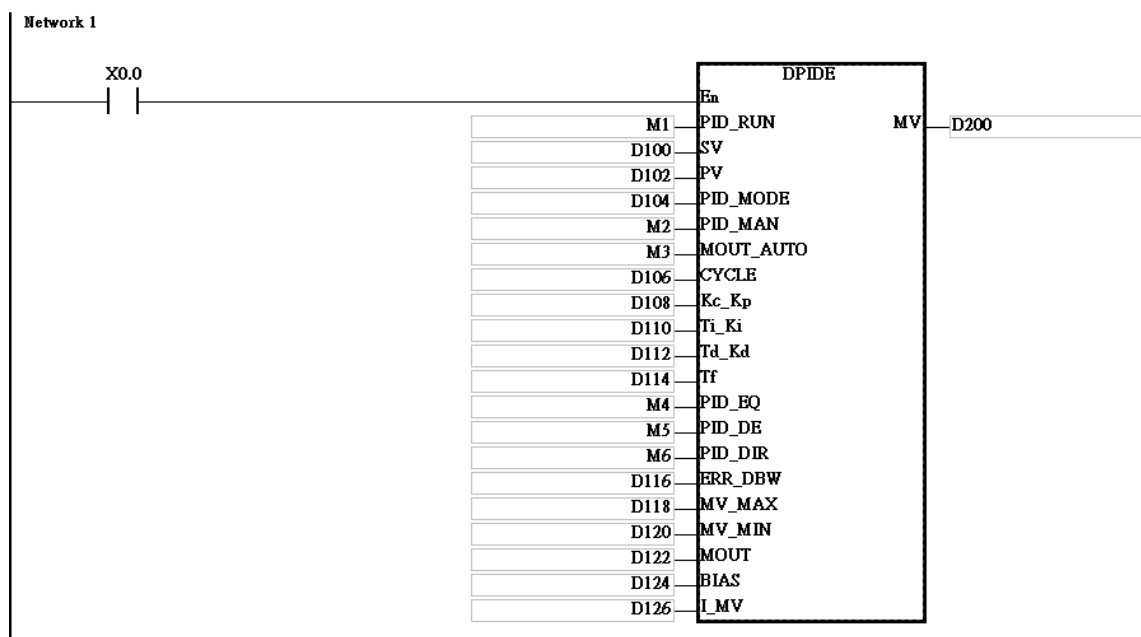 Network 1
X0.0
DPIDE
En
M1 PID_RUN MV D200
D100 SV
D102 PV
D104 PID_MODE
M2 PID_MAN
M3 MOUT_AUTO
D106 CYCLE
D108 Kc_Kp
D110 Ti_Ki
D112 Td_Kd
D114 Tf
M4 PID_EQ
M5 PID_DE
M6 PID_DIR
D116 ERR_DBW
D118 MV_MAX
D120 MV_MIN
D122 MOUT
D124 BIAS
D126 I_MV